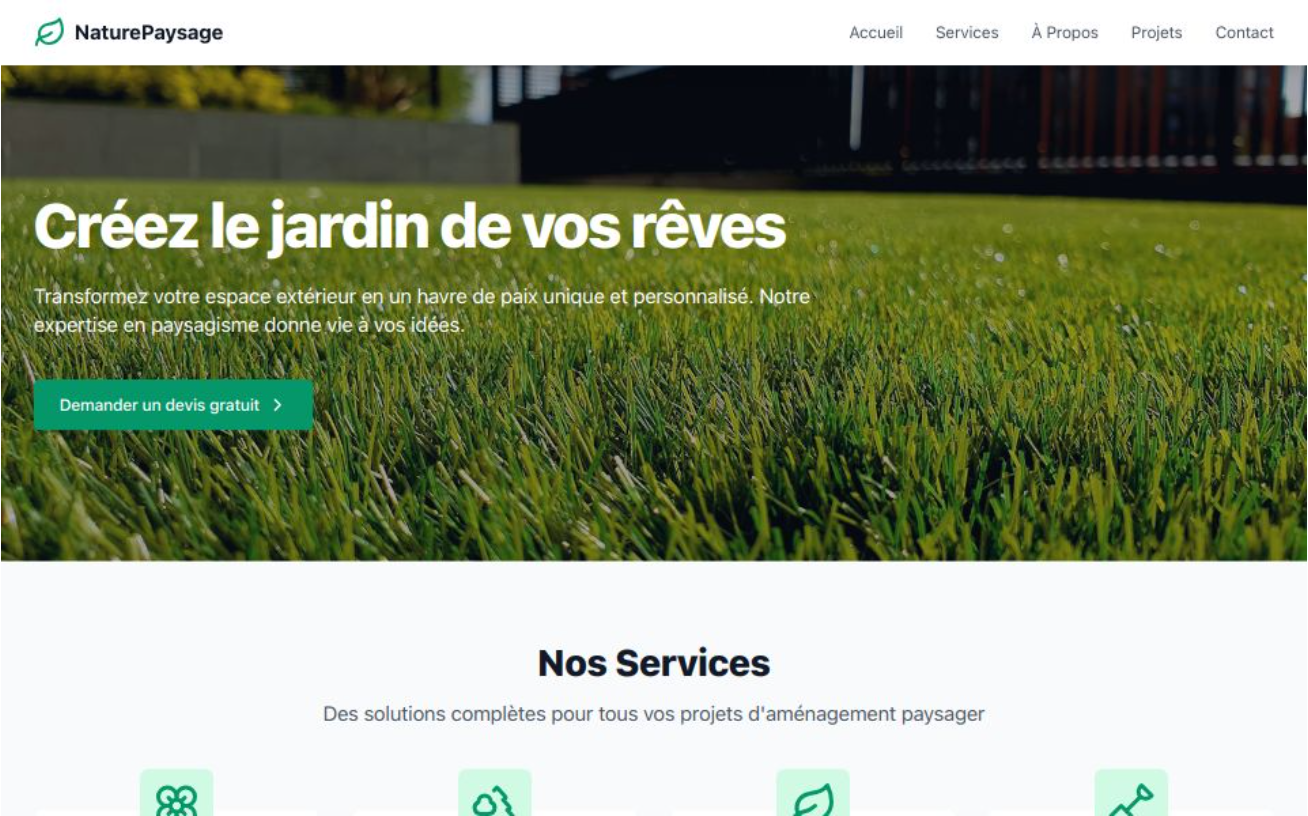 NaturePaysage
Accueil
Services
À Propos
Projets
Contact
Créez le jardin de vos rêves
Transformez votre espace extérieur en un havre de paix unique et personnalisé. Notre
expertise en paysagisme donne vie à vos idées.
Demander un devis gratuit
Nos Services
Des solutions complètes pour tous vos projets d'aménagement paysager